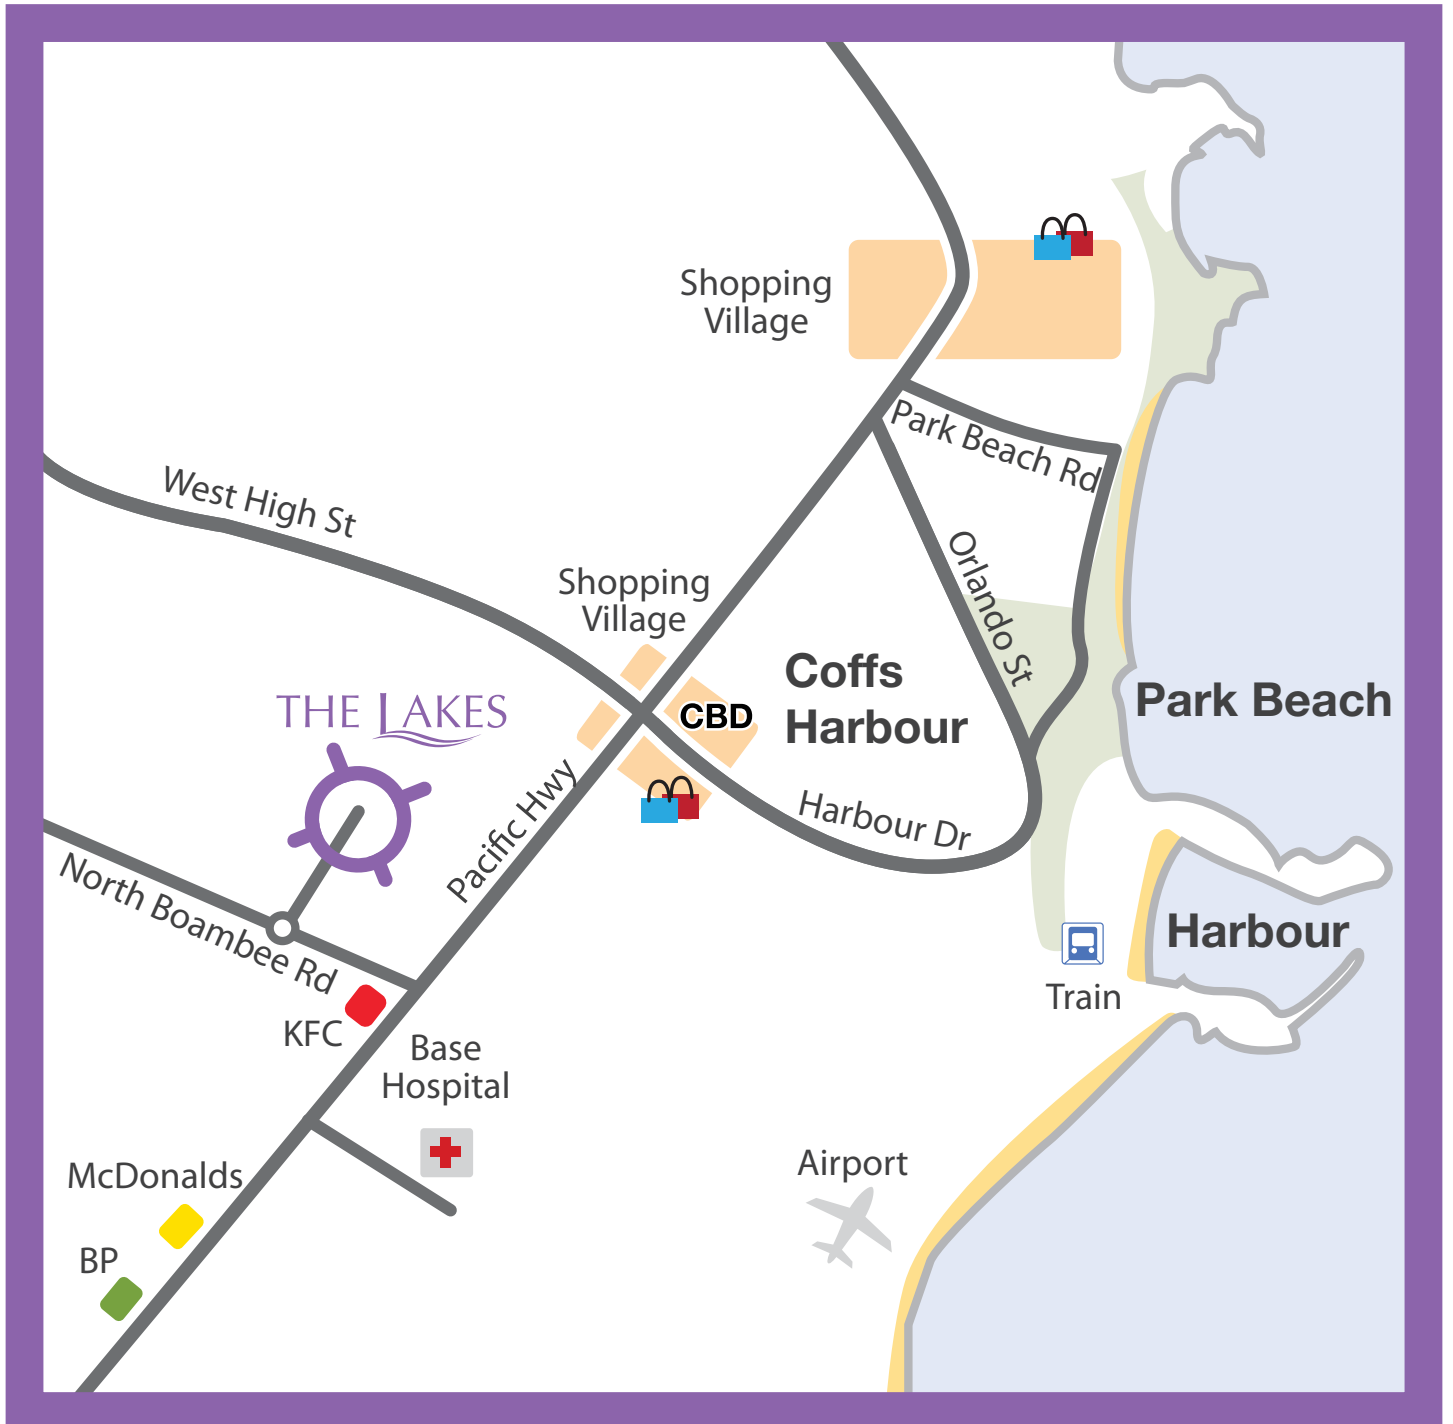 Shopping
Village
Park Beach Rd
West High St
Orlando St
Shopping
Village
Coffs
Harbour
CBD
Park Beach
THE LAKES
Pacific Hwy
Harbour Dr
North Boambee Rd
Harbour
Train
KFC
Base
Hospital
Airport
McDonalds
BP